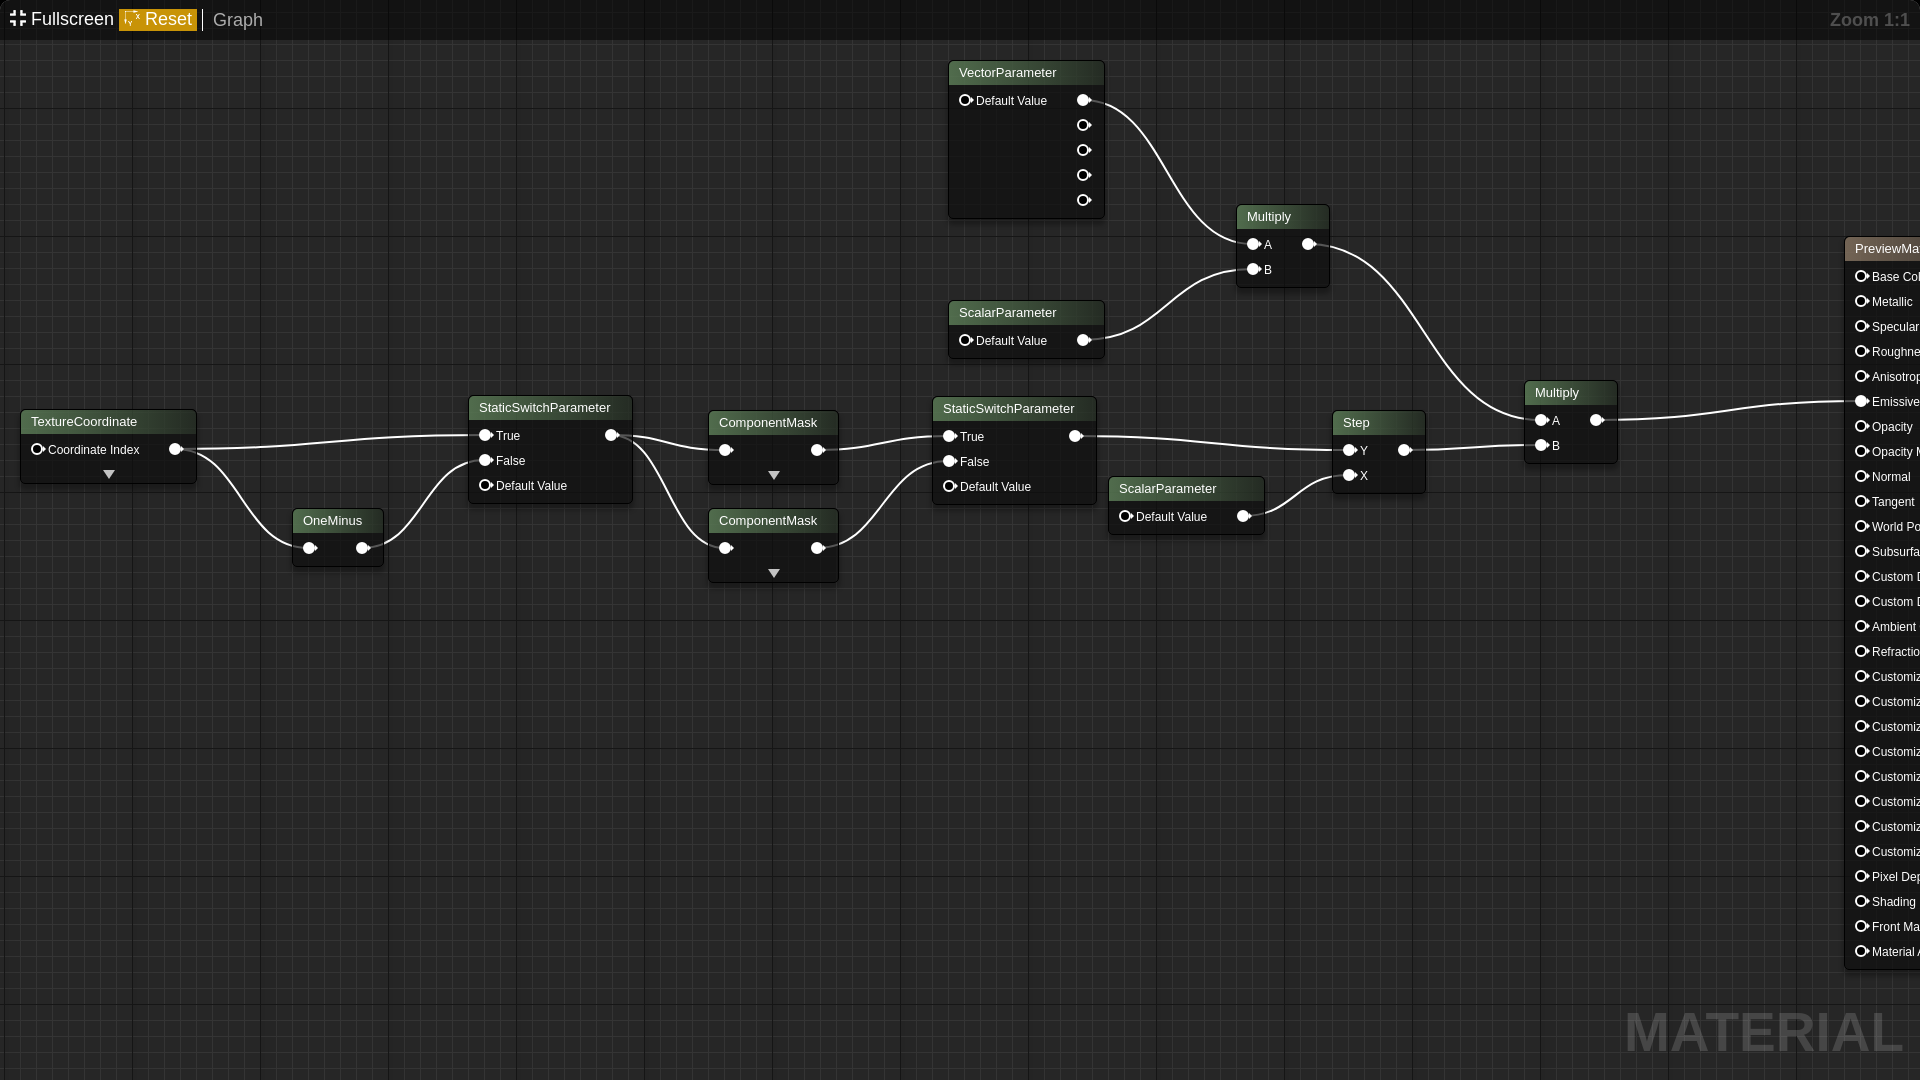 Fullscreen Reset Graph
Zoom 1:1
VectorParameter
Default Value
Multiply
A
B
ScalarParameter
Default Value
TextureCoordinate
Coordinate Index
OneMinus
StaticSwitchParameter
True
False
Default Value
ComponentMask
ComponentMask
StaticSwitchParameter
True
False
Default Value
ScalarParameter
Default Value
Step
Y
X
Multiply
A
B
PreviewMat
Base Col
Metallic
Specular
Roughne
Anisotrop
Emissive
Opacity
Opacity M
Normal
Tangent
World Po
Subsurfa
Custom D
Custom D
Ambient
Refractio
Customiz
Customiz
Customiz
Customiz
Customiz
Customiz
Customiz
Customiz
Pixel Dep
Shading
Front Ma
Material A
MATERIAL